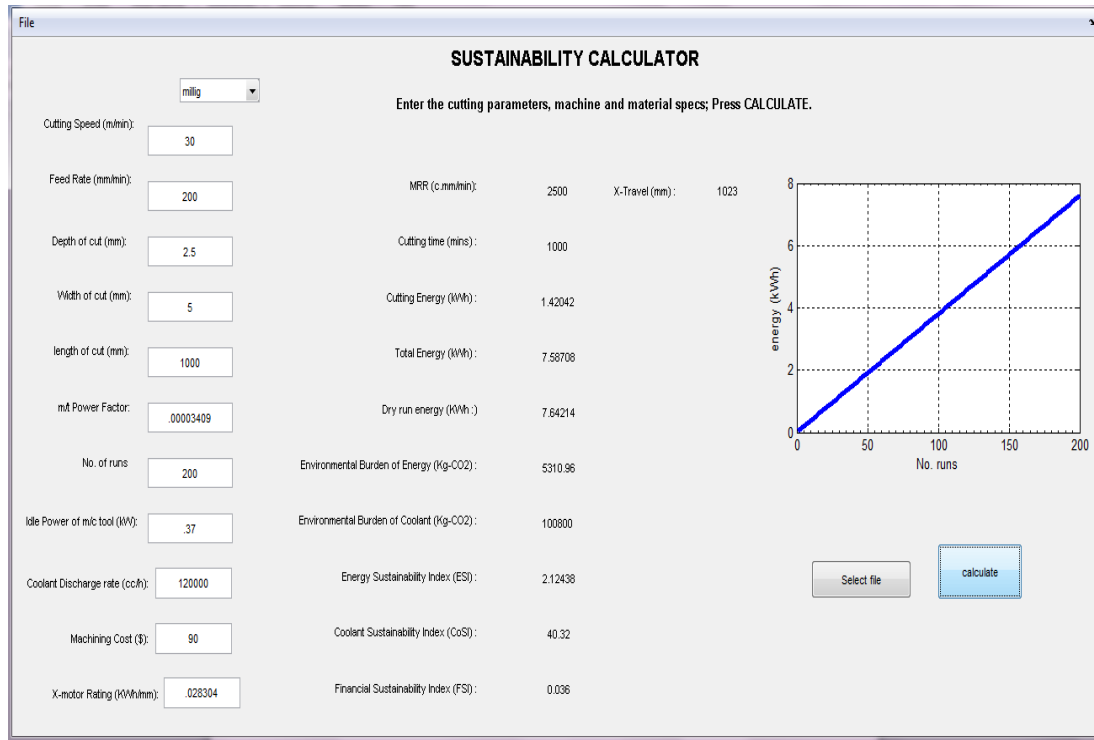 File
SUSTAINABILITY CALCULATOR
millig
Enter the cutting parameters, machine and material specs; Press CALCULATE.
Cutting Speed (m/min):
30
Feed Rate (mm/min):
200
Depth of cut (mm):
2.5
Width of cut (mm):
5
length of cut (mm):
1000
m/t Power Factor:
.00003409
No. of runs
200
Idle Power of m/c tool (kW):
.37
Coolant Discharge rate (cc/h):
120000
Machining Cost ($):
90
X-motor Rating (KWh/mm):
.028304
MRR (c.mm/min):
2500
X-Travel (mm) :
1023
Cutting time (mins) :
1000
Cutting Energy (kWh) :
1.42042
Total Energy (kWh) :
7.58708
Dry run energy (KWh :)
7.64214
Environmental Burden of Energy (Kg-CO2) :
5310.96
Environmental Burden of Coolant (Kg-CO2) :
100800
Energy Sustainability Index (ESI) :
2.12438
Coolant Sustainability Index (CoSI) :
40.32
Financial Sustainability Index (FSI) :
0.036
energy (kWh)
8
6
4
2
0
0 50 100 150 200
No. runs
Select file
calculate